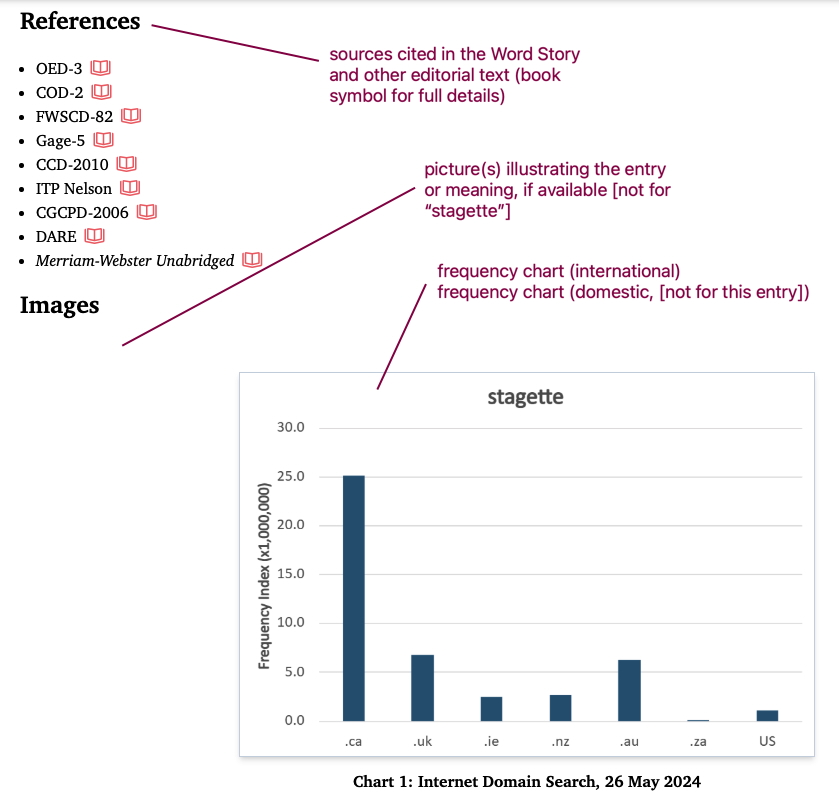 References
sources cited in the Word Story
and other editorial text (book
symbol for full details)
OED-3
COD-2
FWSCD-82
Gage-5
CCD-2010
ITP Nelson
CGCPD-2006
DARE
Merriam-Webster Unabridged
picture(s) illustrating the entry
or meaning, if available [not for
“stagette”]
frequency chart (international)
frequency chart (domestic, [not for this entry])
Images
stagette
Frequency Index (x1,000,000)
30.0
25.0
20.0
15.0
10.0
5.0
0.0
.ca .uk .ie .nz .au .za US
Chart 1: Internet Domain Search, 26 May 2024